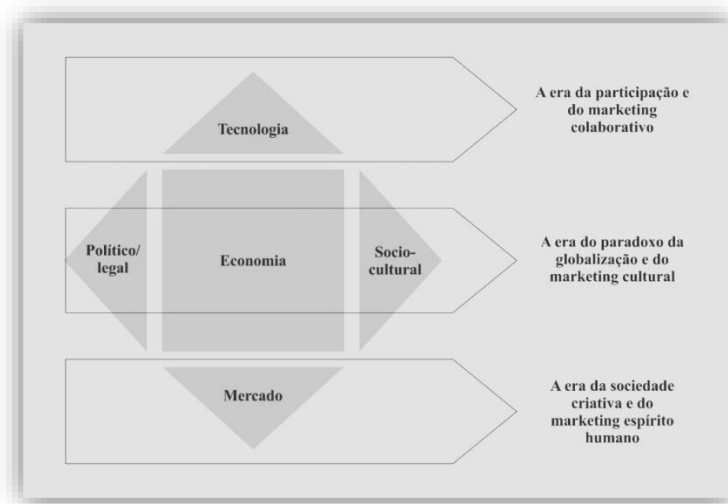 Tecnologia
A era da participação e
do marketing
colaborativo
Político/
legal
Economia
Socio-
cultural
A era do paradoxo da
globalização e do
marketing cultural
Mercado
A era da sociedade
criativa e do
marketing espírito
humano